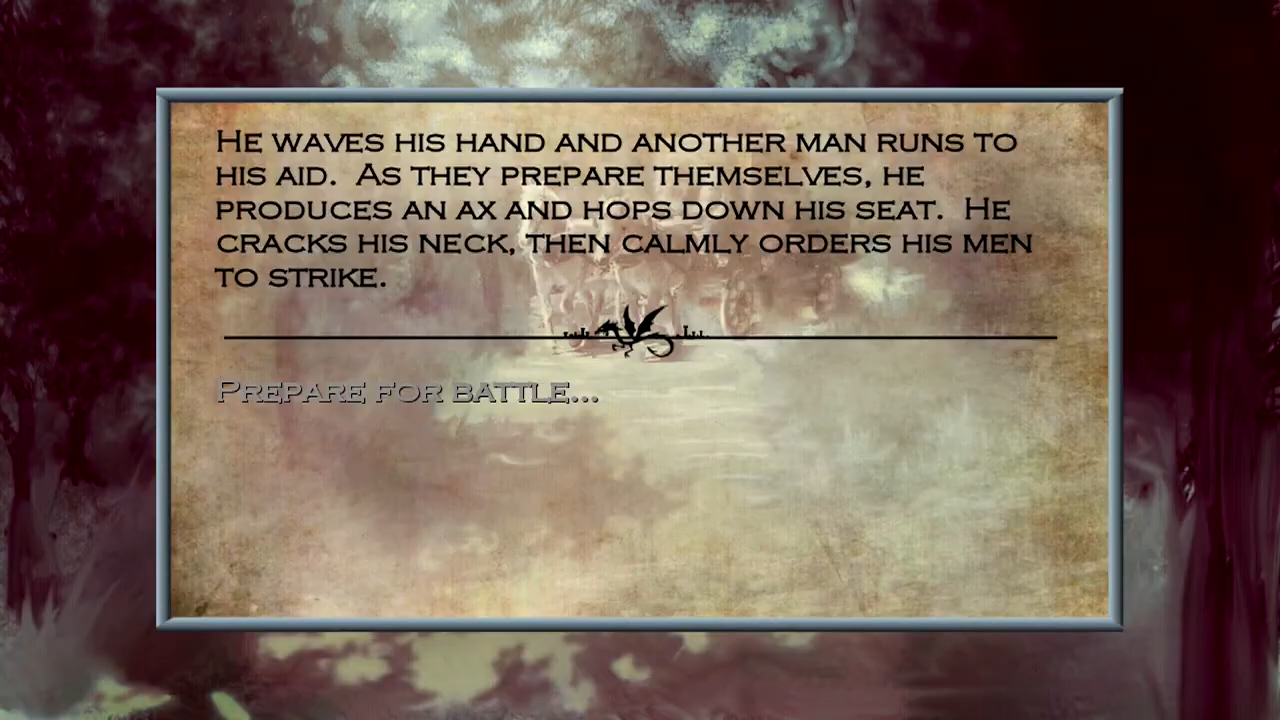 He waves his hand and another man runs to
his aid.  As they prepare themselves, he
produces an ax and hops down his seat.  He
cracks his neck, then calmly orders his men
to strike.
Prepare for battle...